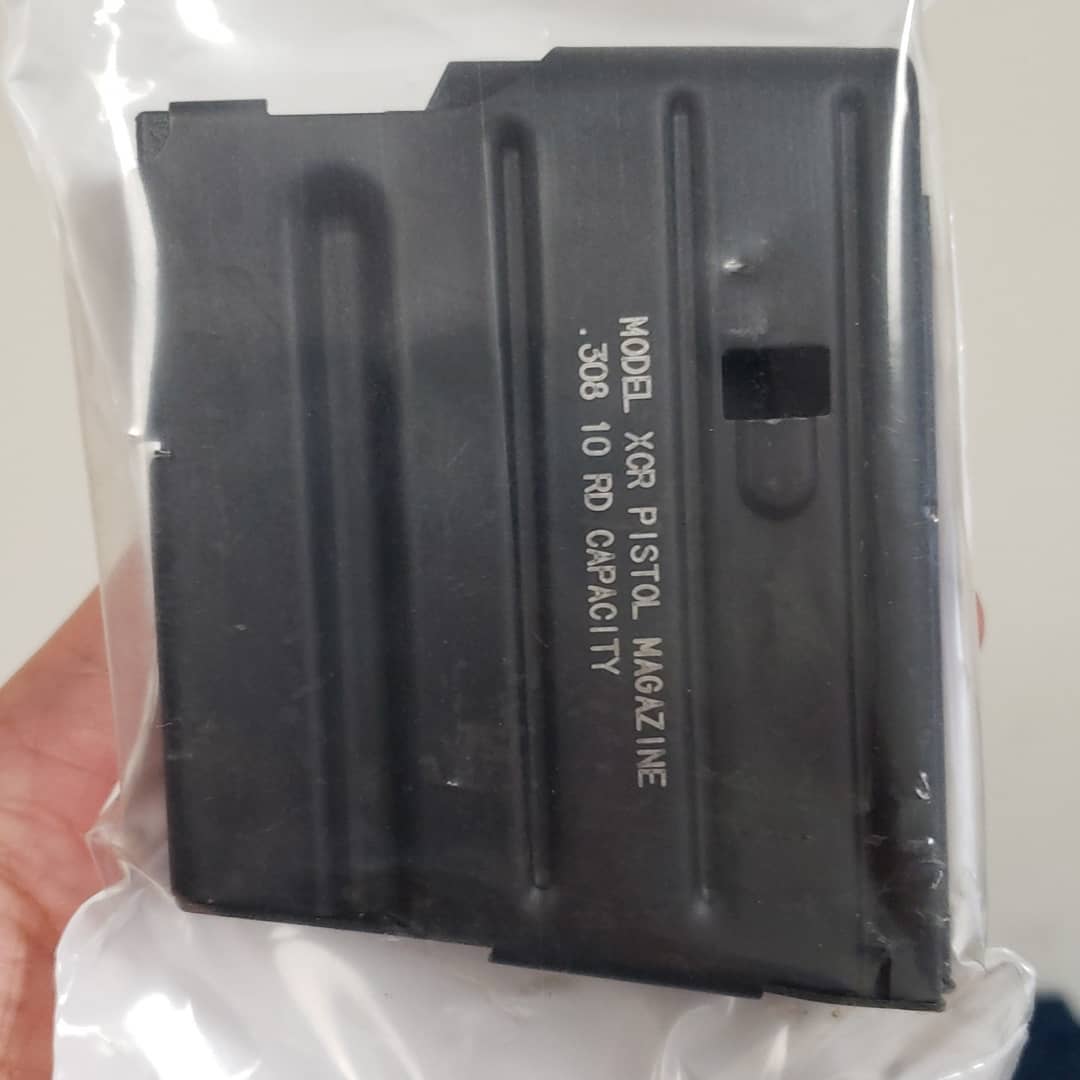 MODEL XCR PISTOL MAGAZINE
.308 10 RD CAPACITY